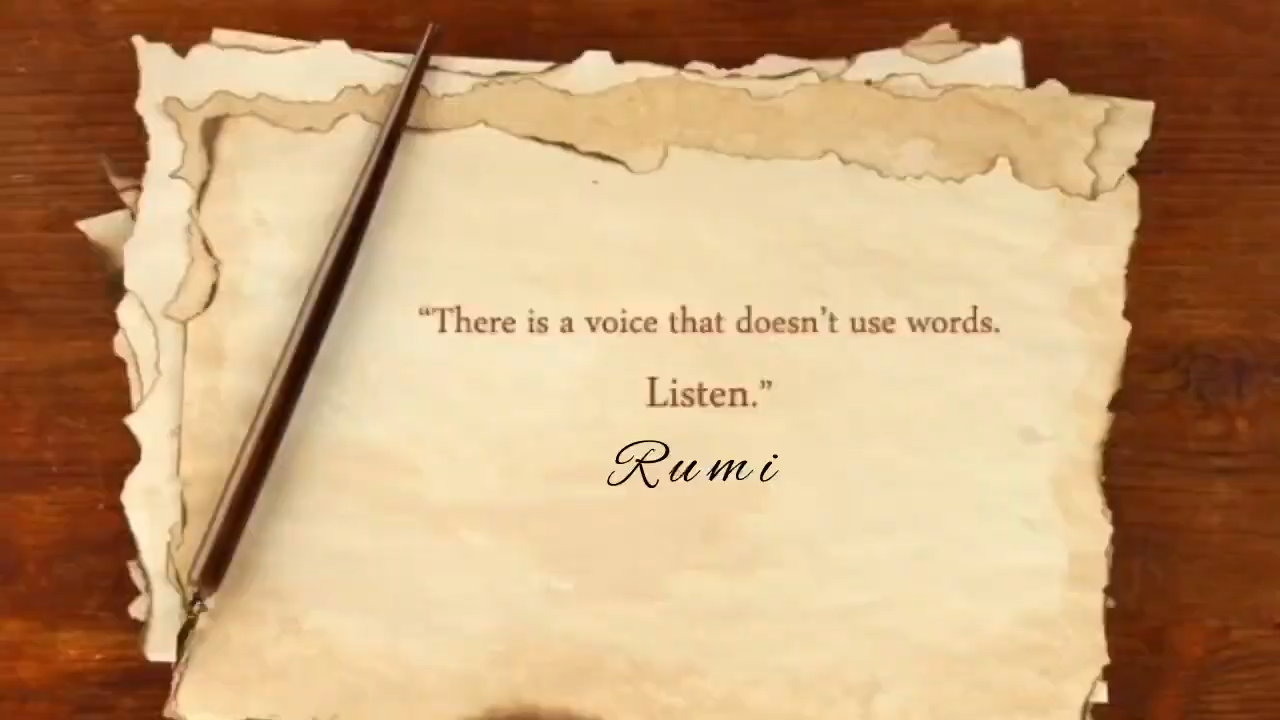 “There is a voice that doesn’t use words.
Listen.”
Rumi